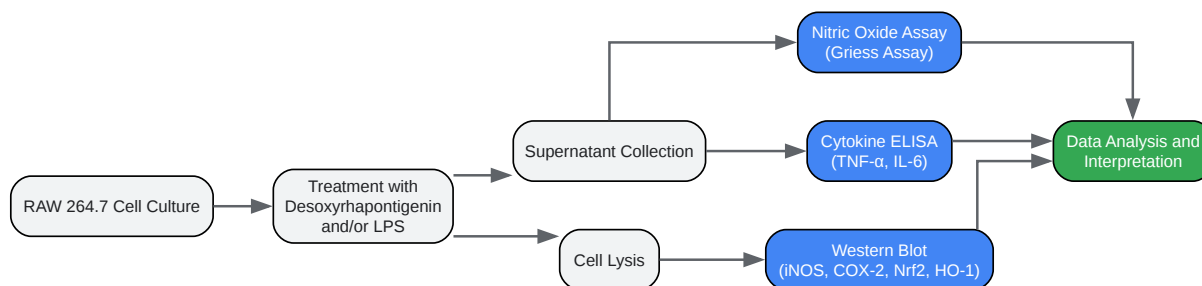 RAW 264.7 Cell Culture
Treatment with
Desoxyrhapontigenin
and/or LPS
Supernatant Collection
Cell Lysis
Nitric Oxide Assay
(Griess Assay)
Cytokine ELISA
(TNF-α, IL-6)
Western Blot
(iNOS, COX-2, Nrf2, HO-1)
Data Analysis and
Interpretation